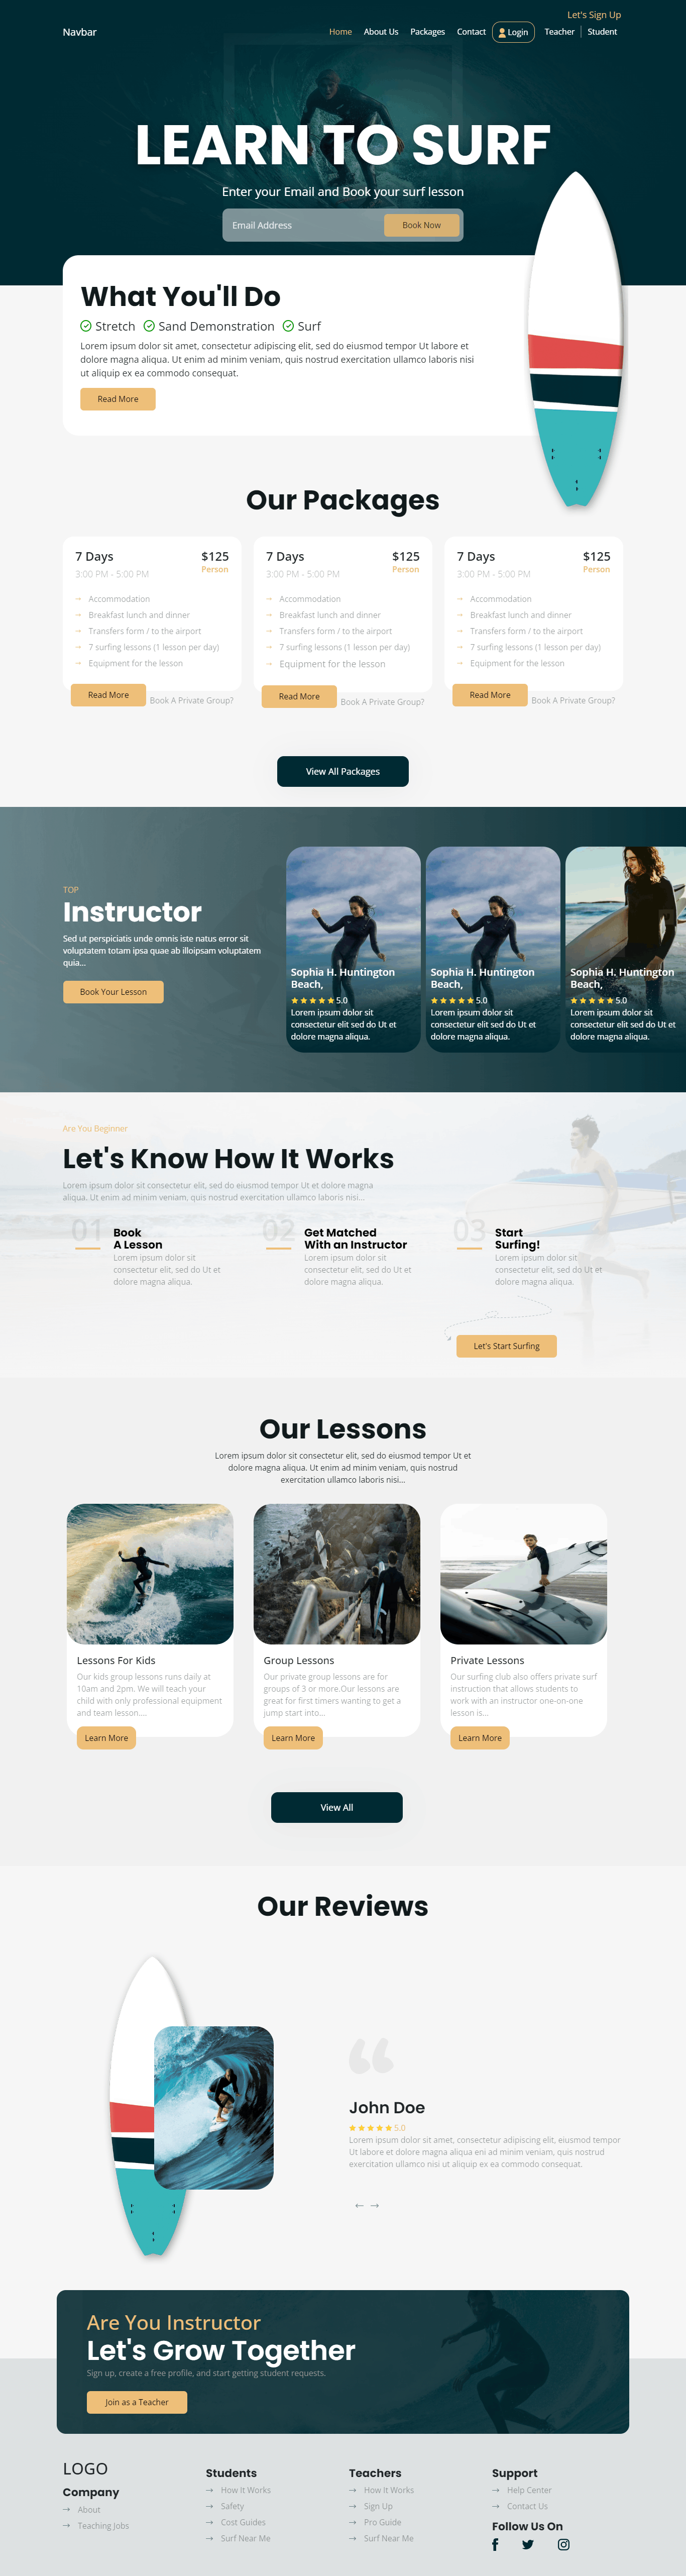 Let's Sign Up
Navbar
Home About Us Packages Contact Login Teacher Student
LEARN TO SURF
Enter your Email and Book your surf lesson
Email Address Book Now
What You'll Do
Stretch Sand Demonstration Surf
Lorem ipsum dolor sit amet, consectetur adipiscing elit, sed do eiusmod tempor Ut labore et
dolore magna aliqua. Ut enim ad minim veniam, quis nostrud exercitation ullamco laboris nisi
ut aliquip ex ea commodo consequat.
Read More
Our Packages
7 Days $125
3:00 PM - 5:00 PM Person
Accommodation
Breakfast lunch and dinner
Transfers form / to the airport
7 surfing lessons (1 lesson per day)
Equipment for the lesson
Read More Book A Private Group?
7 Days $125
3:00 PM - 5:00 PM Person
Accommodation
Breakfast lunch and dinner
Transfers form / to the airport
7 surfing lessons (1 lesson per day)
Equipment for the lesson
Read More Book A Private Group?
7 Days $125
3:00 PM - 5:00 PM Person
Accommodation
Breakfast lunch and dinner
Transfers form / to the airport
7 surfing lessons (1 lesson per day)
Equipment for the lesson
Read More Book A Private Group?
View All Packages
TOP
Instructor
Sed ut perspiciatis unde omnis iste natus error sit
voluptatem totam ipsa quae ab illoipsam voluptatem
quia...
Book Your Lesson
Sophia H. Huntington
Beach,
5.0
Lorem ipsum dolor sit
consectetur elit sed do Ut et
dolore magna aliqua.
Sophia H. Huntington
Beach,
5.0
Lorem ipsum dolor sit
consectetur elit sed do Ut et
dolore magna aliqua.
Sophia H. Huntington
Beach,
5.0
Lorem ipsum dolor sit
consectetur elit sed do Ut et
dolore magna aliqua.
Are You Beginner
Let's Know How It Works
Lorem ipsum dolor sit consectetur elit, sed do eiusmod tempor Ut et dolore magna
aliqua. Ut enim ad minim veniam, quis nostrud exercitation ullamco laboris nisi...
01
Book
A Lesson
Lorem ipsum dolor sit
consectetur elit, sed do Ut et
dolore magna aliqua.
02
Get Matched
With an Instructor
Lorem ipsum dolor sit
consectetur elit, sed do Ut et
dolore magna aliqua.
03
Start
Surfing!
Lorem ipsum dolor sit
consectetur elit, sed do Ut et
dolore magna aliqua.
Let's Start Surfing
Our Lessons
Lorem ipsum dolor sit consectetur elit, sed do eiusmod tempor Ut et
dolore magna aliqua. Ut enim ad minim veniam, quis nostrud
exercitation ullamco laboris nisi...
Lessons For Kids
Our kids group lessons runs daily at
10am and 2pm. We will teach your
child with only professional equipment
and team lesson....
Learn More
Group Lessons
Our private group lessons are for
groups of 3 or more.Our lessons are
great for first timers wanting to get a
jump start into...
Learn More
Private Lessons
Our surfing club also offers private surf
instruction that allows students to
work with an instructor one-on-one
lesson is...
Learn More
View All
Our Reviews
“
John Doe
5.0
Lorem ipsum dolor sit amet, consectetur adipiscing elit, eiusmod tempor
Ut labore et dolore magna aliqua eni ad minim veniam, quis nostrud
exercitation ullamco nisi ut aliquip ex ea commodo consequat.
Are You Instructor
Let's Grow Together
Sign up, create a free profile, and start getting student requests.
Join as a Teacher
LOGO
Company
About
Teaching Jobs
Students
How It Works
Safety
Cost Guides
Surf Near Me
Teachers
How It Works
Sign Up
Pro Guide
Surf Near Me
Support
Help Center
Contact Us
Follow Us On